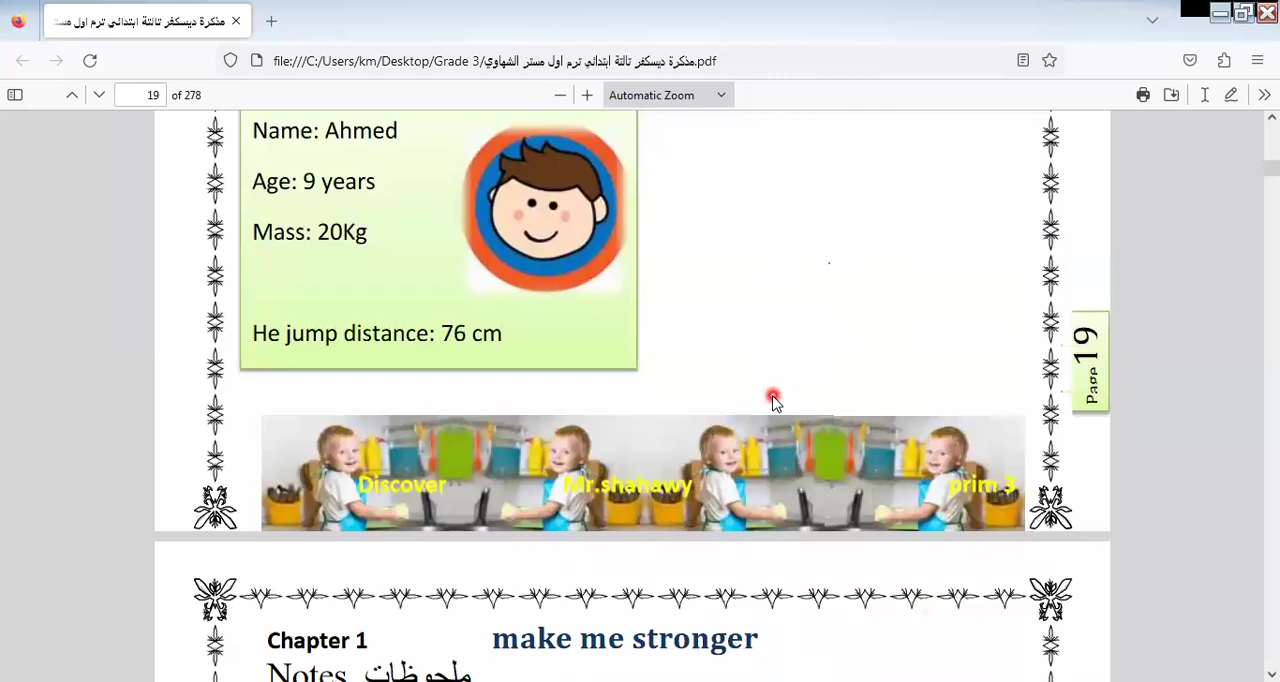 مذكرة ديسكفر تالتة ابتدائي ترم اول مستر
file:///C:/Users/km/Desktop/Grade 3/مذكرة ديسكفر تالتة ابتدائي ترم اول مستر الشهاوي.pdf
19 of 278
Automatic Zoom
Name: Ahmed
Age: 9 years
Mass: 20Kg
He jump distance: 76 cm
Page 19
Discover Mr.shahawy prim 3
Chapter 1 make me stronger
Notes ملحوظات